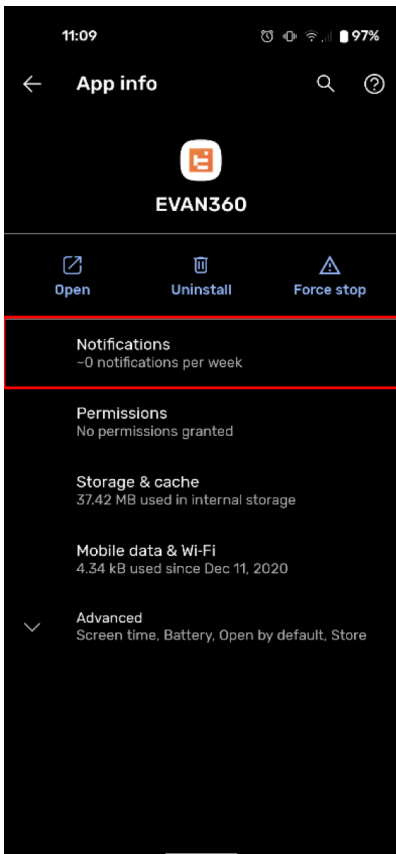 11:09
97%
App info
EVAN360
Open
Uninstall
Force stop
Notifications
~0 notifications per week
Permissions
No permissions granted
Storage & cache
37.42 MB used in internal storage
Mobile data & Wi-Fi
4.34 kB used since Dec 11, 2020
Advanced
Screen time, Battery, Open by default, Store